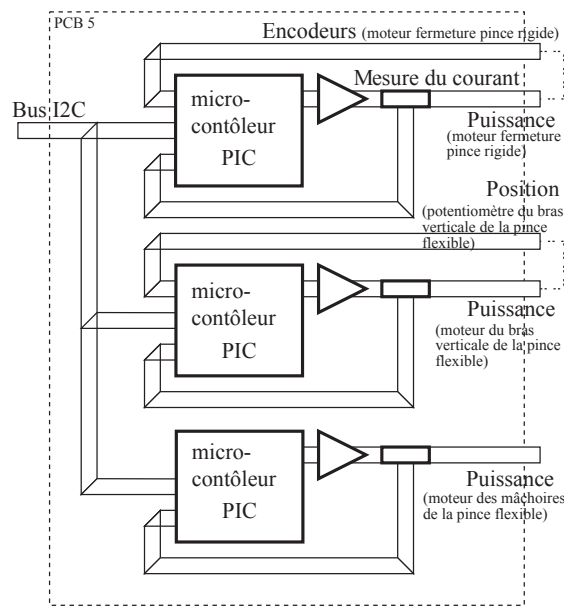 PCB 5
Encodeurs (moteur fermeture pince rigide)
Mesure du courant
micro-
contôleur
PIC
Bus I2C
Puissance
(moteur fermeture
pince rigide)
Position
(potentiomètre du bras
verticale de la pince
flexible)
micro-
contôleur
PIC
Puissance
(moteur du bras
verticale de la pince
flexible)
micro-
contôleur
PIC
Puissance
(moteur des mâchoires
de la pince flexible)